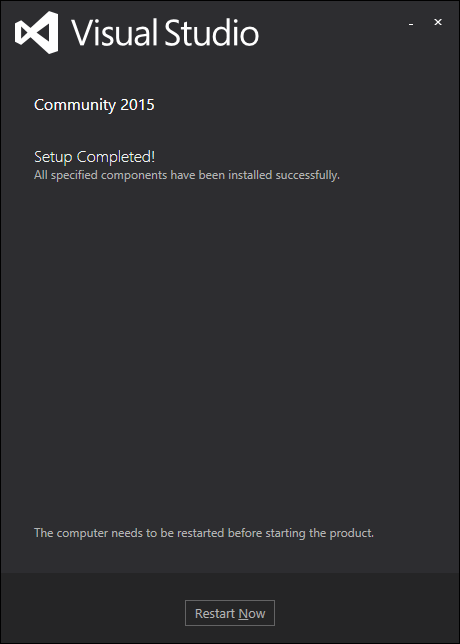 Visual Studio
Community 2015
Setup Completed!
All specified components have been installed successfully.
The computer needs to be restarted before starting the product.
Restart Now